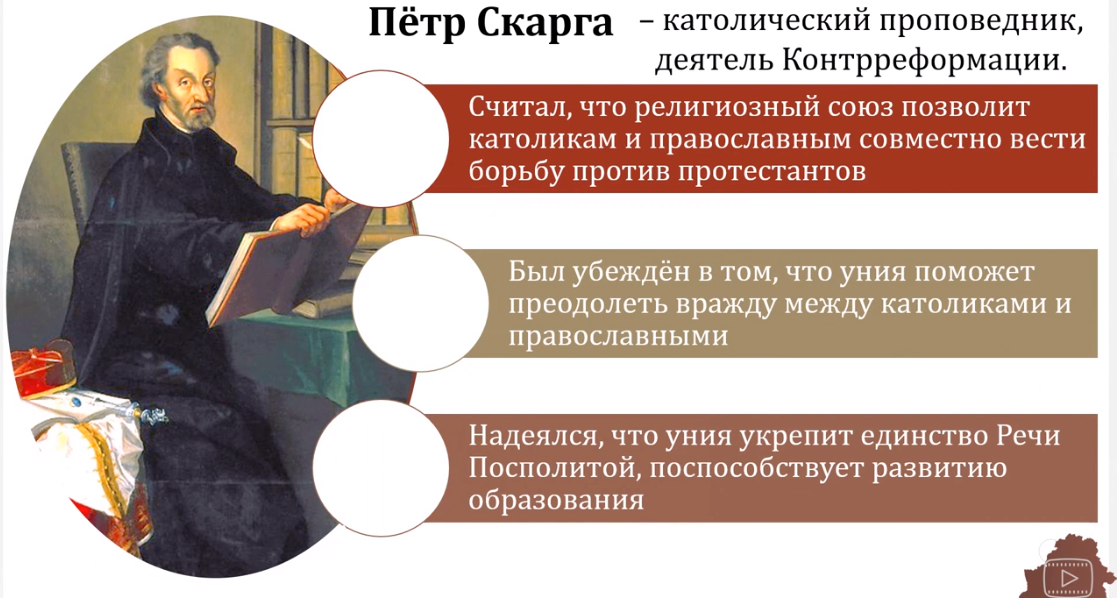 Пётр Скарга – католический проповедник,
деятель Контрреформации.
Считал, что религиозный союз позволит
католикам и православным совместно вести
борьбу против протестантов
Был убеждён в том, что уния поможет
преодолеть вражду между католиками и
православными
Надеялся, что уния укрепит единство Речи
Посполитой, поспособствует развитию
образования